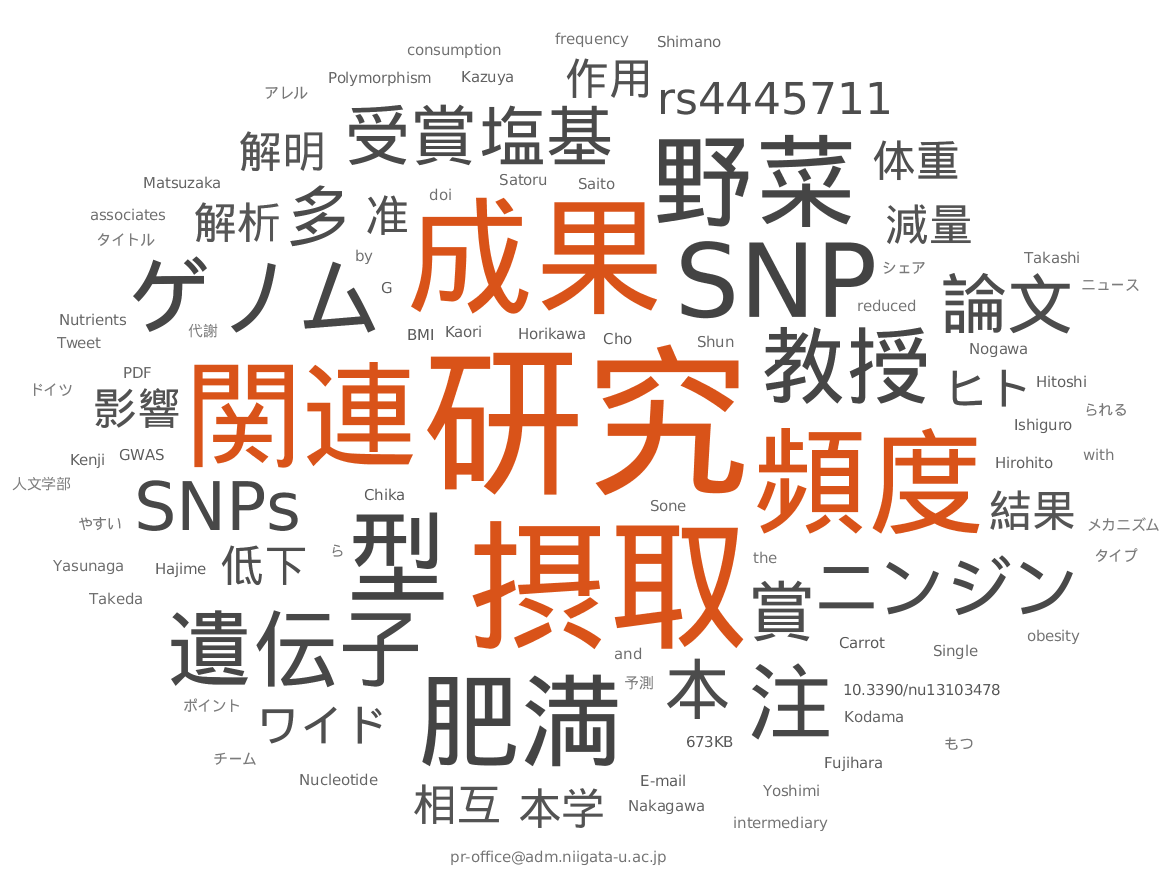 frequency
Shimano
consumption
Polymorphism
Kazuya
作用
アレル
rs4445711
受賞
塩基
解明
野菜
体重
Matsuzaka
Satoru
Saito
associates
解析
多
准
doi
成果
減量
タイトル
by
SNP
シェア
Takashi
ゲノム
G
ニュース
reduced
論文
Nutrients
代謝
BMI
Kaori
Horikawa
Cho
Shun
Tweet
教授
Nogawa
PDF
関連
研究
ヒト
Hitoshi
ドイツ
影響
られる
Ishiguro
Kenji
GWAS
頻度
Hirohito
with
人文学部
SNPs
Chika
Sone
結果
やすい
メカニズム
Yasunaga
Hajime
低下
ら
型
摂取
the
タイプ
Takeda
賞
ニンジン
遺伝子
and
Carrot
Single
obesity
肥満
予測
本
注
10.3390/nu13103478
ポイント
ワイド
Kodama
673KB
もつ
チーム
Fujihara
Nucleotide
E-mail
Yoshimi
相互
本学
Nakagawa
intermediary
pr-office@adm.niigata-u.ac.jp